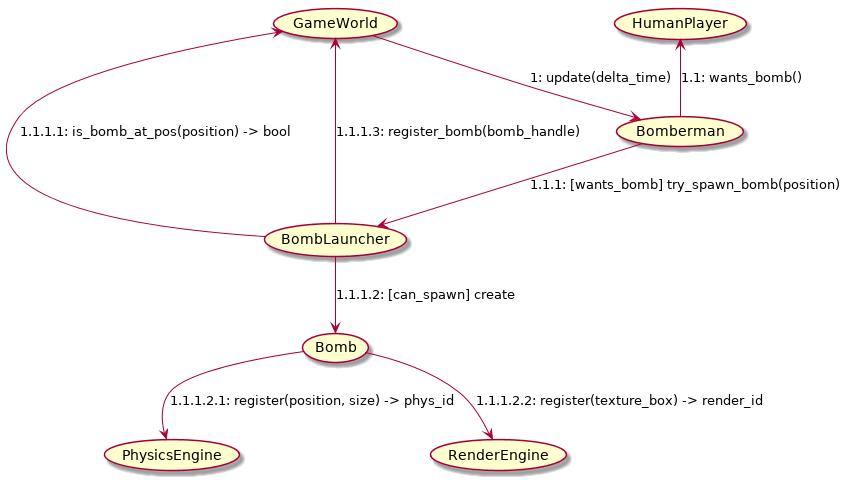 GameWorld
HumanPlayer
1: update(delta_time)
1.1: wants_bomb()
1.1.1.1: is_bomb_at_pos(position) -> bool
1.1.1.3: register_bomb(bomb_handle)
Bomberman
1.1.1: [wants_bomb] try_spawn_bomb(position)
BombLauncher
1.1.1.2: [can_spawn] create
Bomb
1.1.1.2.1: register(position, size) -> phys_id
1.1.1.2.2: register(texture_box) -> render_id
PhysicsEngine
RenderEngine